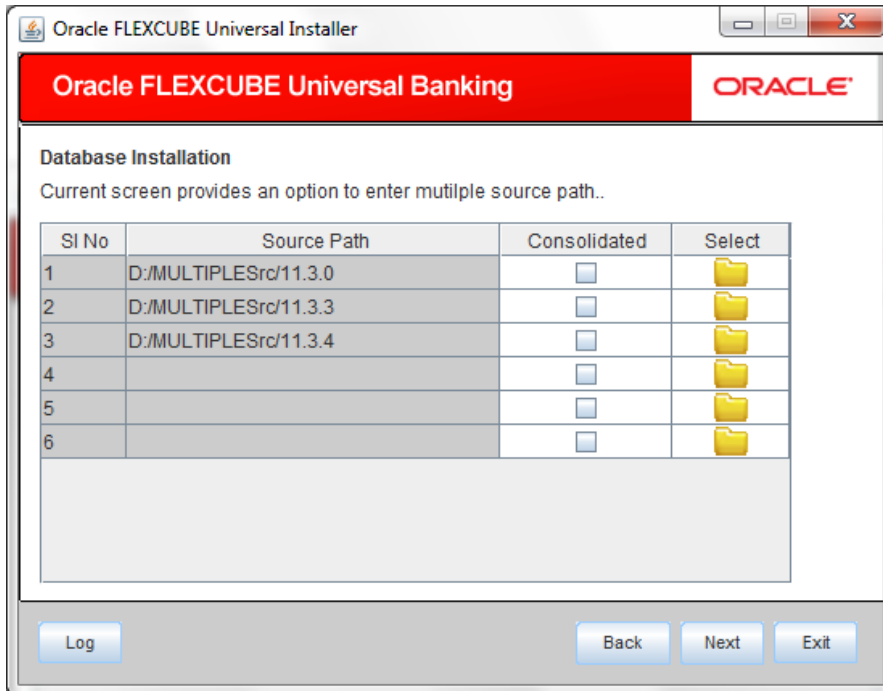 Oracle FLEXCUBE Universal Installer
Oracle FLEXCUBE Universal Banking ORACLE
Database Installation
Current screen provides an option to enter mutilple source path..
Sl No Source Path Consolidated Select
1 D:/MULTIPLESrc/11.3.0
2 D:/MULTIPLESrc/11.3.3
3 D:/MULTIPLESrc/11.3.4
4
5
6
Log Back Next Exit